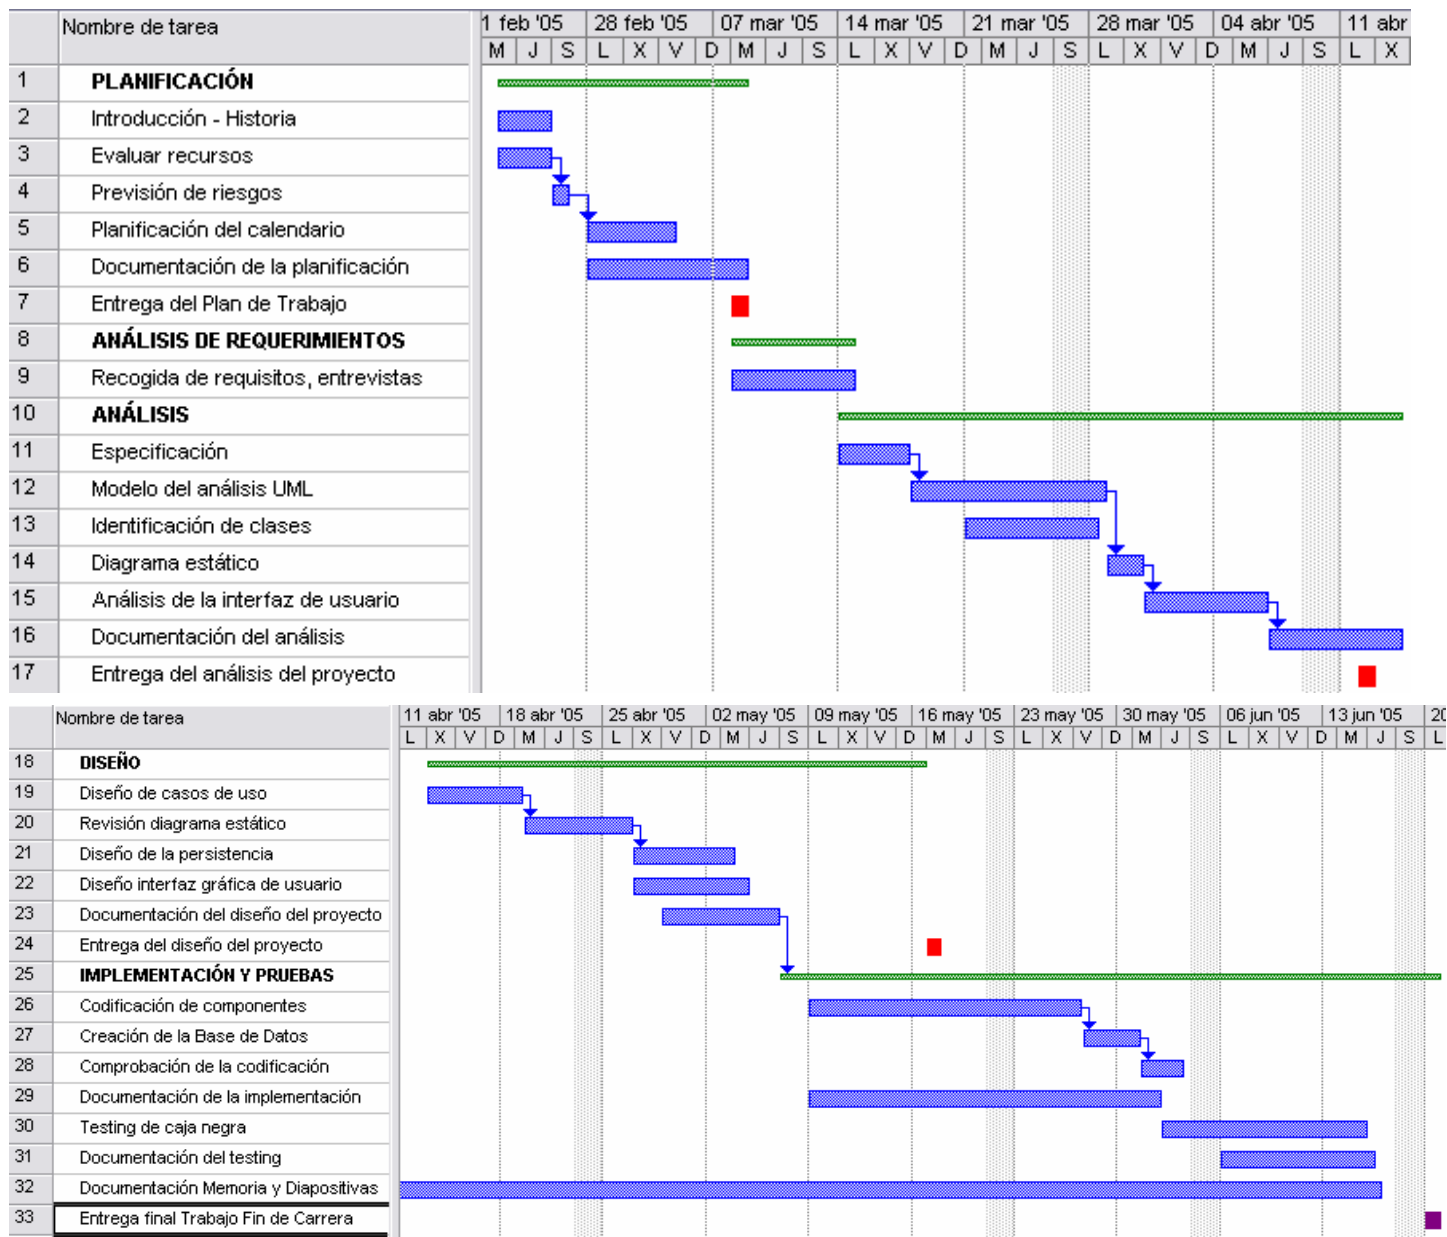 Nombre de tarea
1 feb '05 28 feb '05 07 mar '05 14 mar '05 21 mar '05 28 mar '05 04 abr '05 11 abr
M J S L X V D M J S L X V D M J S L X V D M J S L X
1 PLANIFICACIÓN
2 Introducción - Historia
3 Evaluar recursos
4 Previsión de riesgos
5 Planificación del calendario
6 Documentación de la planificación
7 Entrega del Plan de Trabajo
8 ANÁLISIS DE REQUERIMIENTOS
9 Recogida de requisitos, entrevistas
10 ANÁLISIS
11 Especificación
12 Modelo del análisis UML
13 Identificación de clases
14 Diagrama estático
15 Análisis de la interfaz de usuario
16 Documentación del análisis
17 Entrega del análisis del proyecto
Nombre de tarea
11 abr '05 18 abr '05 25 abr '05 02 may '05 09 may '05 16 may '05 23 may '05 30 may '05 06 jun '05 13 jun '05 20
L X V D M J S L X V D M J S L X V D M J S L X V D M J S L X V D M J S L
18 DISEÑO
19 Diseño de casos de uso
20 Revisión diagrama estático
21 Diseño de la persistencia
22 Diseño interfaz gráfica de usuario
23 Documentación del diseño del proyecto
24 Entrega del diseño del proyecto
25 IMPLEMENTACIÓN Y PRUEBAS
26 Codificación de componentes
27 Creación de la Base de Datos
28 Comprobación de la codificación
29 Documentación de la implementación
30 Testing de caja negra
31 Documentación del testing
32 Documentación Memoria y Diapositivas
33 Entrega final Trabajo Fin de Carrera